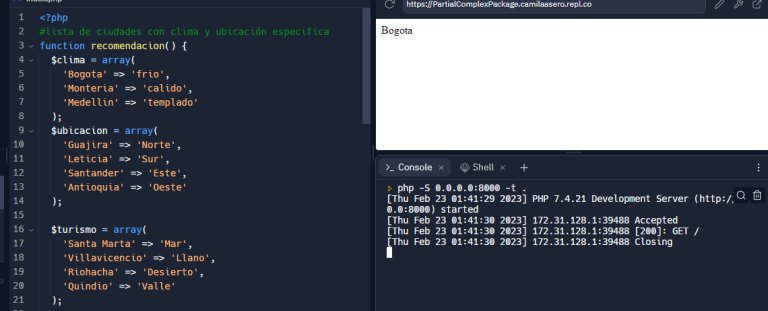 1 <?php
2 #lista de ciudades con clima y ubicación especifica
3 function recomendacion() {
4 $clima = array(
5 'Bogota' => 'frio',
6 'Monteria' => 'calido',
7 'Medellin' => 'templado'
8 );
9 $ubicacion = array(
10 'Guajira' => 'Norte',
11 'Leticia' => 'Sur',
12 'Santander' => 'Este',
13 'Antioquia' => 'Oeste'
14 );
15
16 $turismo = array(
17 'Santa Marta' => 'Mar',
18 'Villavicencio' => 'Llano',
19 'Riohacha' => 'Desierto',
20 'Quindio' => 'Valle'
21 );
https://PartialComplexPackage.camilaasero.repl.co
Bogota
Console Shell
php -S 0.0.0.0:8000 -t .
[Thu Feb 23 01:41:29 2023] PHP 7.4.21 Development Server (http:/
0.0:8000) started
[Thu Feb 23 01:41:30 2023] 172.31.128.1:39488 Accepted
[Thu Feb 23 01:41:30 2023] 172.31.128.1:39488 [200]: GET /
[Thu Feb 23 01:41:30 2023] 172.31.128.1:39488 Closing